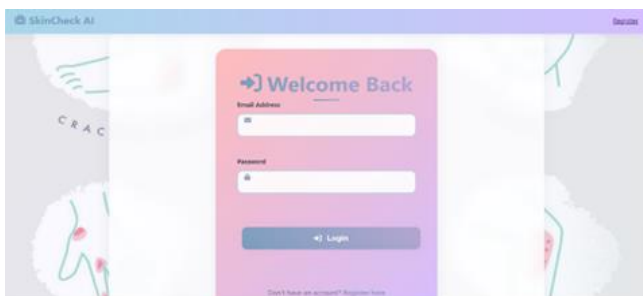 SkinCheck AI
Register
Welcome Back
Email Address
CRAC
Password
Login
Don't have an account? Register here